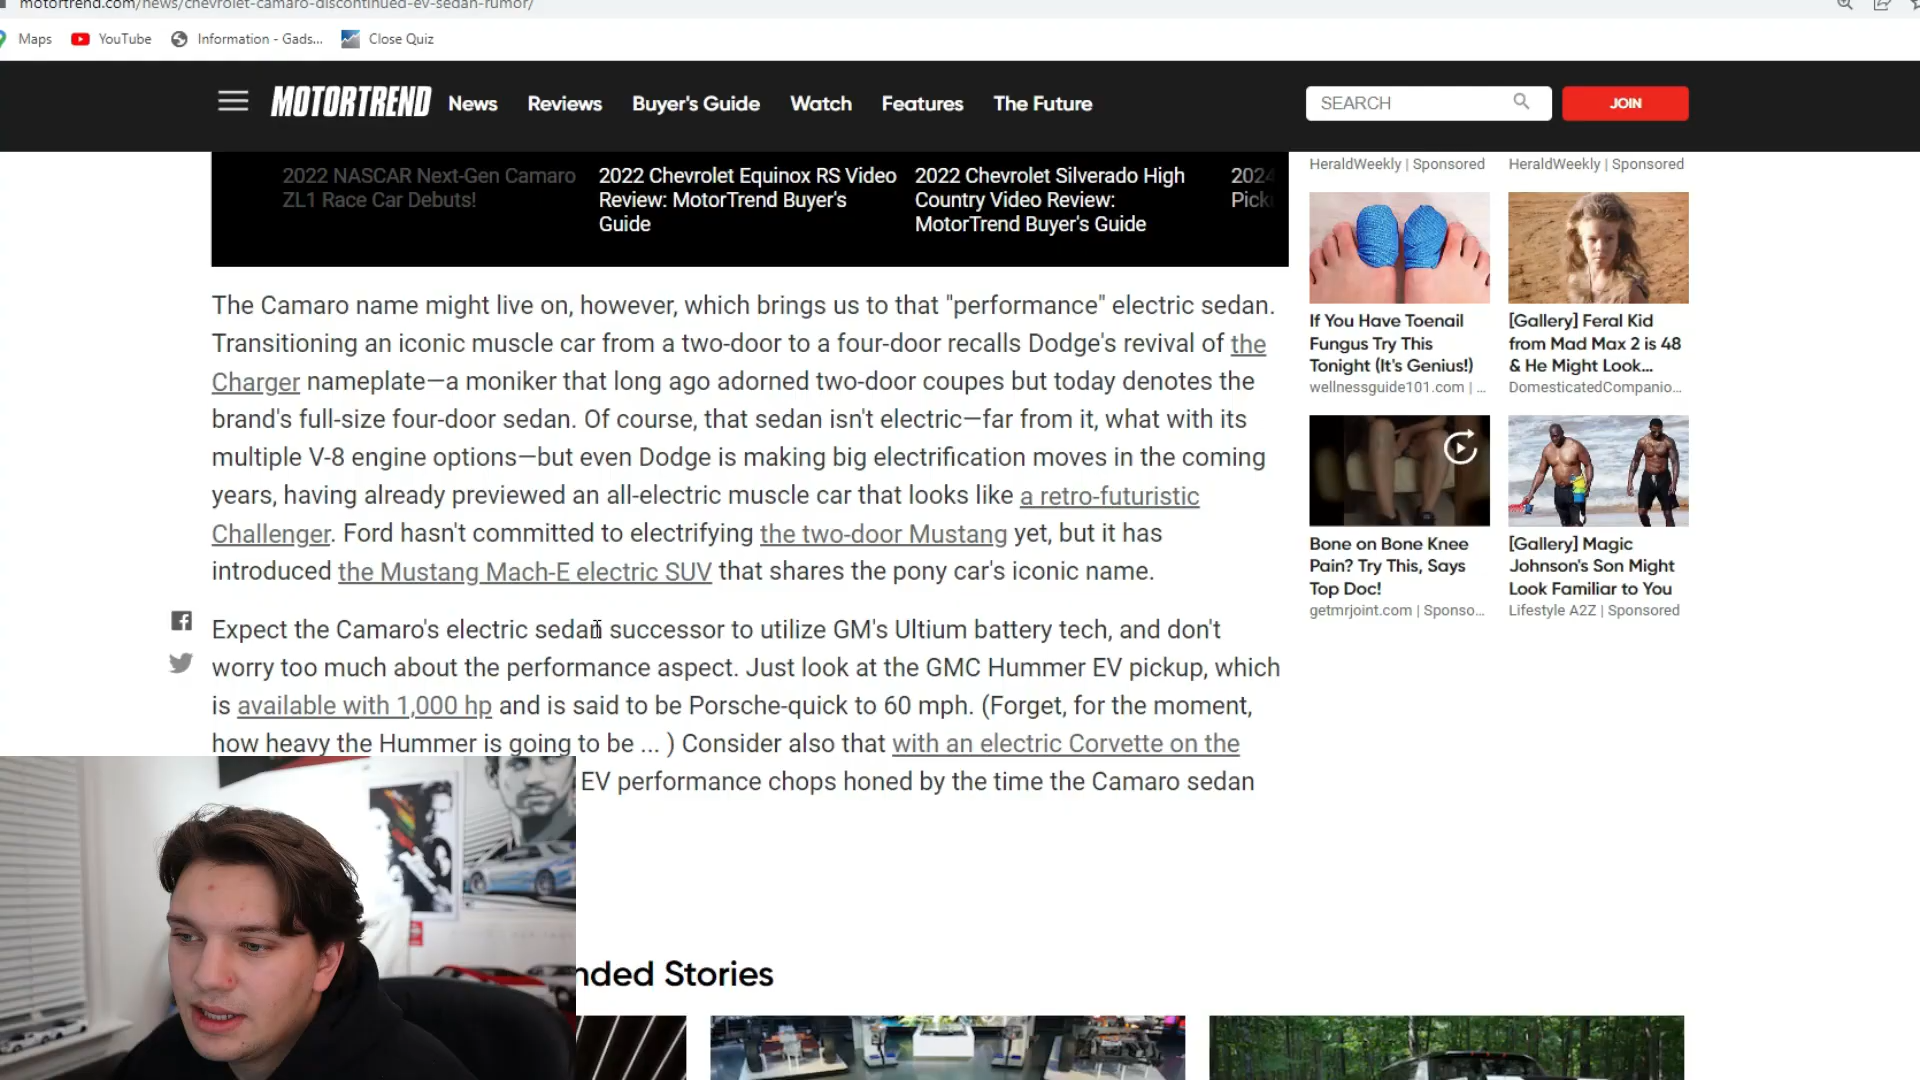 motortrend.com/news/chevrolet-camaro-discontinued-ev-sedan-rumor/
Maps
YouTube
Information - Gads...
Close Quiz
MOTORTREND
News
Reviews
Buyer's Guide
Watch
Features
The Future
SEARCH
JOIN
2022 NASCAR Next-Gen Camaro
ZL1 Race Car Debuts!
2022 Chevrolet Equinox RS Video
Review: MotorTrend Buyer's
Guide
2022 Chevrolet Silverado High
Country Video Review:
MotorTrend Buyer's Guide
2024
The Camaro name might live on, however, which brings us to that "performance" electric sedan.
Transitioning an iconic muscle car from a two-door to a four-door recalls Dodge's revival of the
Charger nameplate—a moniker that long ago adorned two-door coupes but today denotes the
brand's full-size four-door sedan. Of course, that sedan isn't electric—far from it, what with its
multiple V-8 engine options—but even Dodge is making big electrification moves in the coming
years, having already previewed an all-electric muscle car that looks like a retro-futuristic
Challenger. Ford hasn't committed to electrifying the two-door Mustang yet, but it has
introduced the Mustang Mach-E electric SUV that shares the pony car's iconic name.
Expect the Camaro's electric sedan successor to utilize GM's Ultium battery tech, and don't
worry too much about the performance aspect. Just look at the GMC Hummer EV pickup, which
is available with 1,000 hp and is said to be Porsche-quick to 60 mph. (Forget, for the moment,
how heavy the Hummer is going to be ... ) Consider also that with an electric Corvette on the
EV performance chops honed by the time the Camaro sedan
nded Stories
HeraldWeekly | Sponsored
HeraldWeekly | Sponsored
If You Have Toenail
Fungus Try This
Tonight (It's Genius!)
wellnessguide101.com | ...
[Gallery] Feral Kid
from Mad Max 2 is 48
& He Might Look...
DomesticatedCompanio...
Bone on Bone Knee
Pain? Try This, Says
Top Doc!
getmrjoint.com | Sponso...
[Gallery] Magic
Johnson's Son Might
Look Familiar to You
Lifestyle A2Z | Sponsored